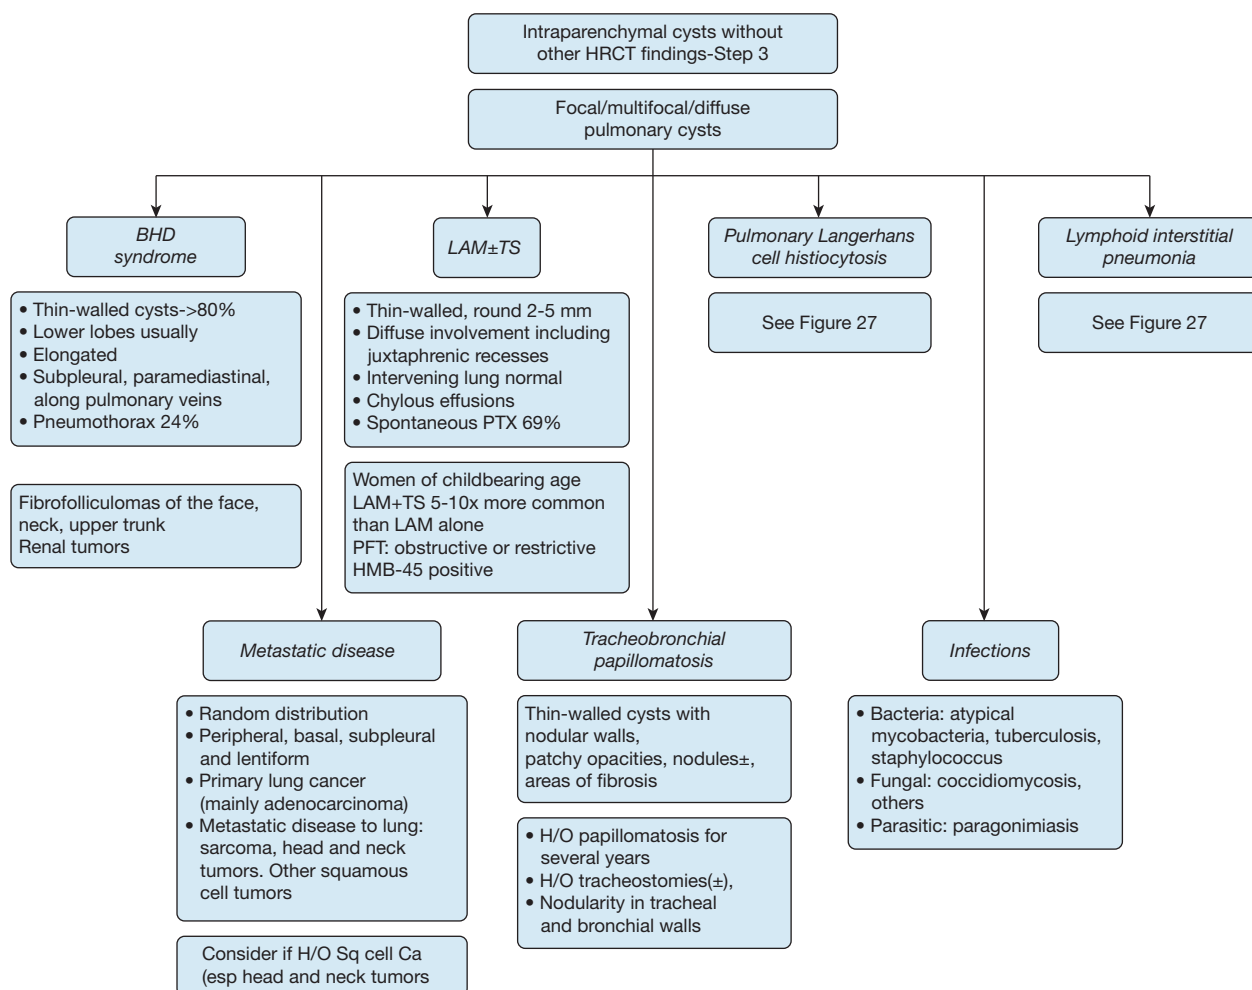 Intraparenchymal cysts without
other HRCT findings-Step 3
Focal/multifocal/diffuse
pulmonary cysts
BHD
syndrome
• Thin-walled cysts->80%
• Lower lobes usually
• Elongated
• Subpleural, paramediastinal,
along pulmonary veins
• Pneumothorax 24%
Fibrofolliculomas of the face,
neck, upper trunk
Renal tumors
LAM±TS
• Thin-walled, round 2-5 mm
• Diffuse involvement including
juxtaphrenic recesses
• Intervening lung normal
• Chylous effusions
• Spontaneous PTX 69%
Women of childbearing age
LAM+TS 5-10x more common
than LAM alone
PFT: obstructive or restrictive
HMB-45 positive
Pulmonary Langerhans
cell histiocytosis
See Figure 27
Lymphoid interstitial
pneumonia
See Figure 27
Metastatic disease
• Random distribution
• Peripheral, basal, subpleural
and lentiform
• Primary lung cancer
(mainly adenocarcinoma)
• Metastatic disease to lung:
sarcoma, head and neck
tumors. Other squamous
cell tumors
Consider if H/O Sq cell Ca
(esp head and neck tumors
Tracheobronchial
papillomatosis
Thin-walled cysts with
nodular walls,
patchy opacities, nodules±,
areas of fibrosis
• H/O papillomatosis for
several years
• H/O tracheostomies(±),
• Nodularity in tracheal
and bronchial walls
Infections
• Bacteria: atypical
mycobacteria, tuberculosis,
staphylococcus
• Fungal: coccidiomycosis,
others
• Parasitic: paragonimiasis